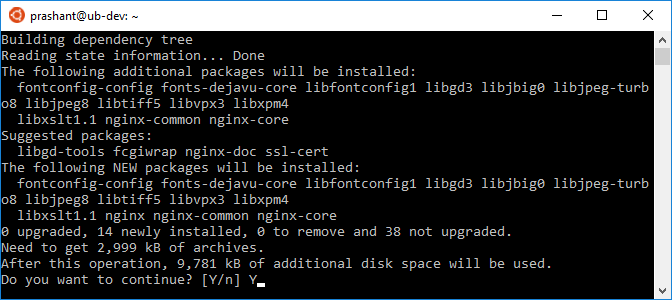 prashant@ub-dev: ~
Building dependency tree
Reading state information... Done
The following additional packages will be installed:
  fontconfig-config fonts-dejavu-core libfontconfig1 libgd3 libjbig0 libjpeg-turb
o8 libjpeg8 libtiff5 libvpx3 libxpm4
  libxslt1.1 nginx-common nginx-core
Suggested packages:
  libgd-tools fcgiwrap nginx-doc ssl-cert
The following NEW packages will be installed:
  fontconfig-config fonts-dejavu-core libfontconfig1 libgd3 libjbig0 libjpeg-turb
o8 libjpeg8 libtiff5 libvpx3 libxpm4
  libxslt1.1 nginx nginx-common nginx-core
0 upgraded, 14 newly installed, 0 to remove and 38 not upgraded.
Need to get 2,999 kB of archives.
After this operation, 9,781 kB of additional disk space will be used.
Do you want to continue? [Y/n] Y